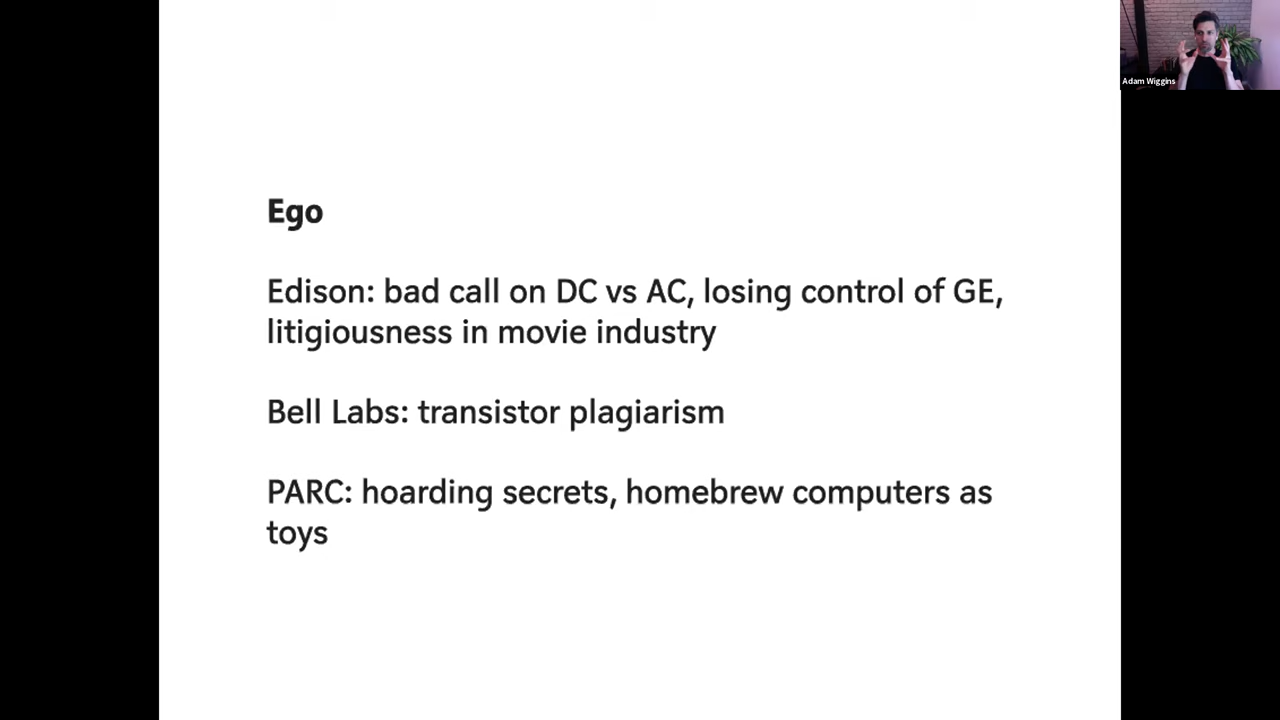 Adam Wiggins
Ego
Edison: bad call on DC vs AC, losing control of GE,
litigiousness in movie industry
Bell Labs: transistor plagiarism
PARC: hoarding secrets, homebrew computers as
toys